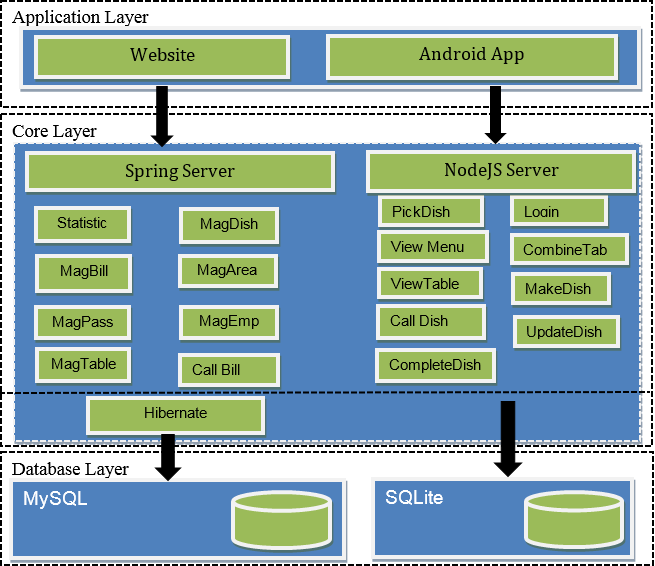 Application Layer
Website
Android App
Core Layer
Spring Server
NodeJS Server
Statistic
MagDish
MagBill
MagArea
MagPass
MagEmp
MagTable
Call Bill
PickDish
Login
View Menu
CombineTab
ViewTable
MakeDish
Call Dish
UpdateDish
CompleteDish
Hibernate
Database Layer
MySQL
SQLite